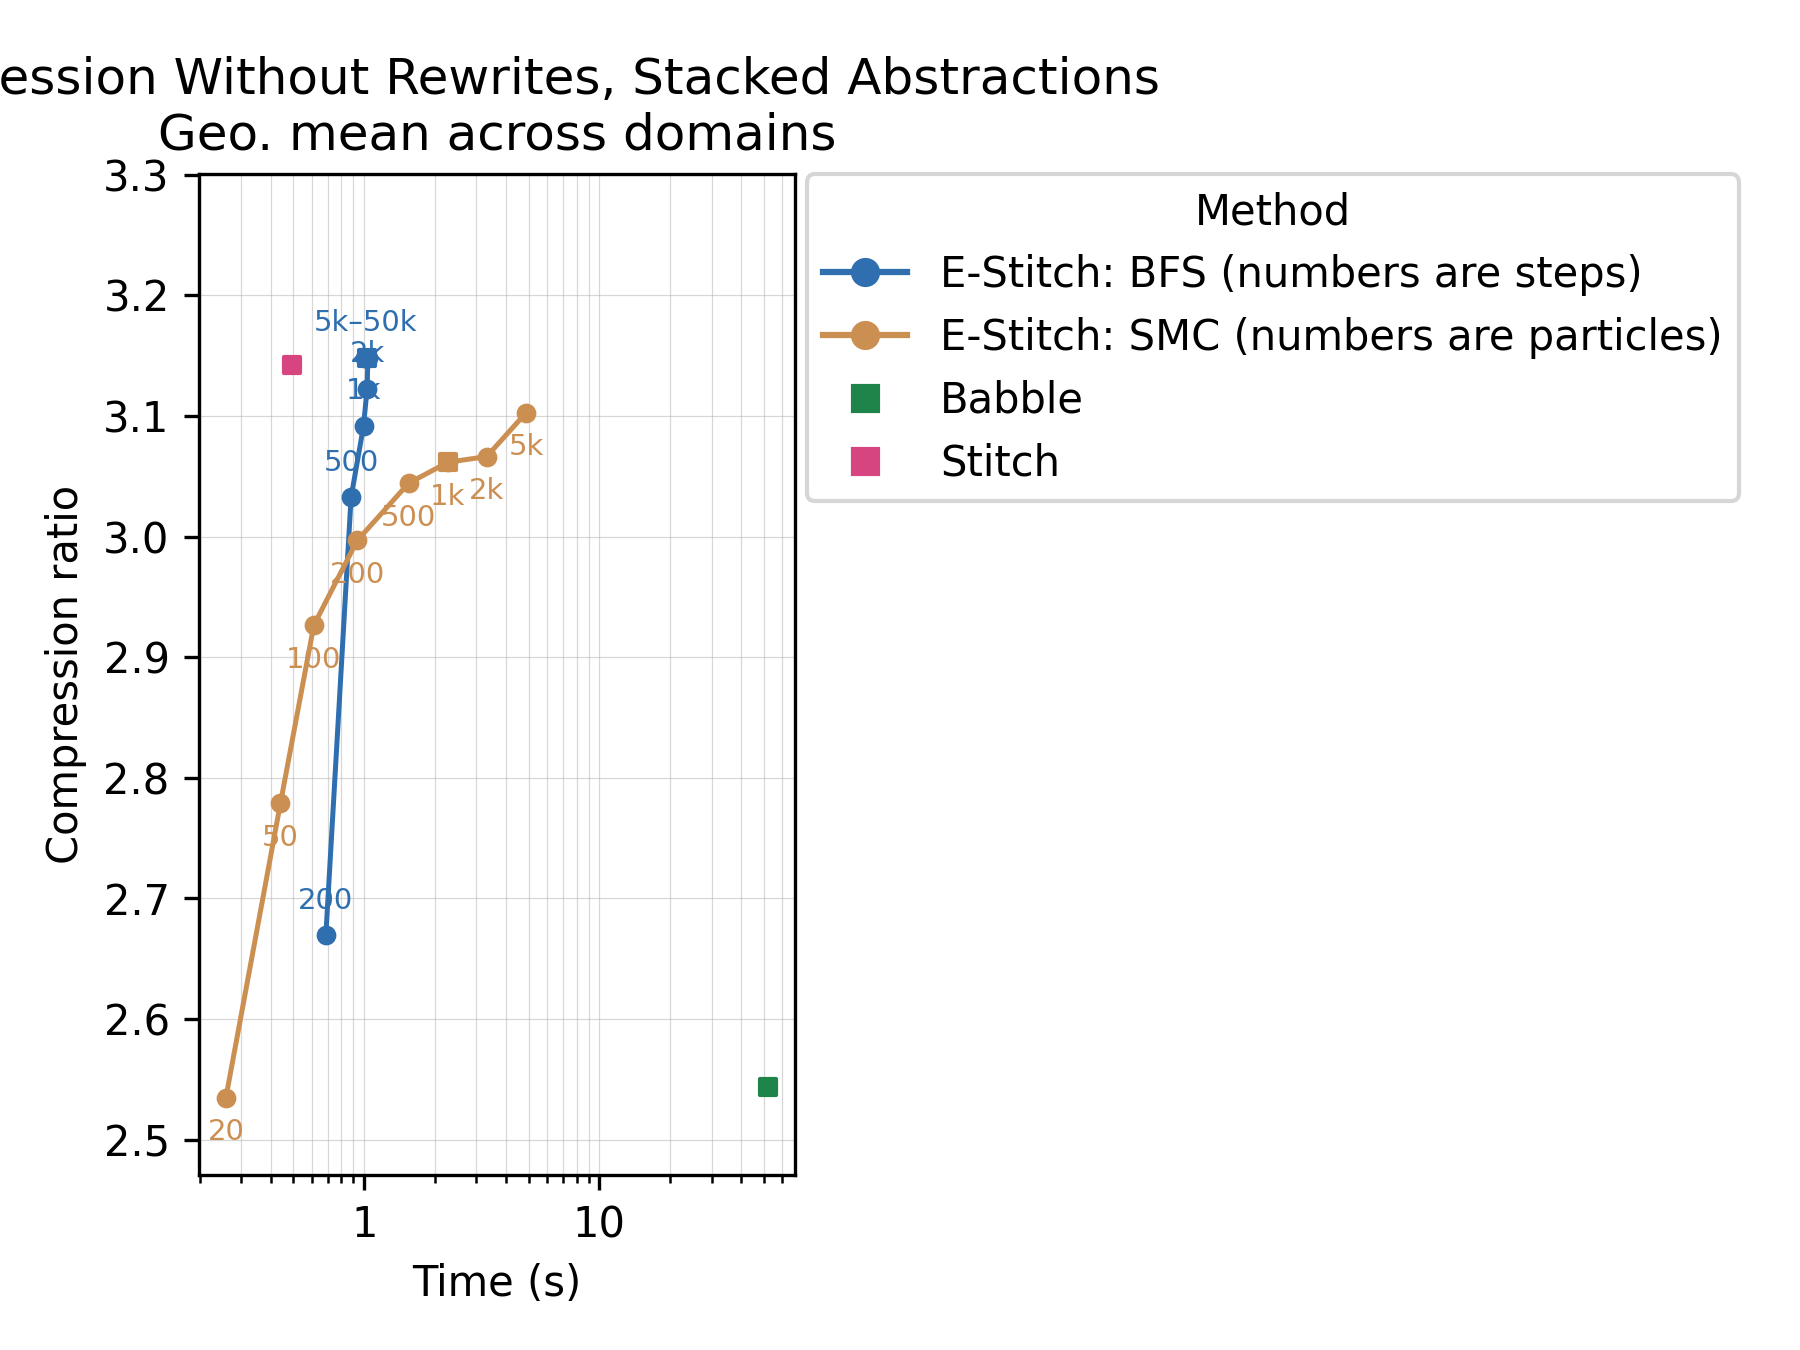 ession Without Rewrites, Stacked Abstractions
Geo. mean across domains
Compression ratio
3.3
3.2
3.1
3.0
2.9
2.8
2.7
2.6
2.5
5k–50k
2k
1k
500
200
5k
2k
1k
500
200
100
50
20
1
10
Time (s)
Method
E-Stitch: BFS (numbers are steps)
E-Stitch: SMC (numbers are particles)
Babble
Stitch